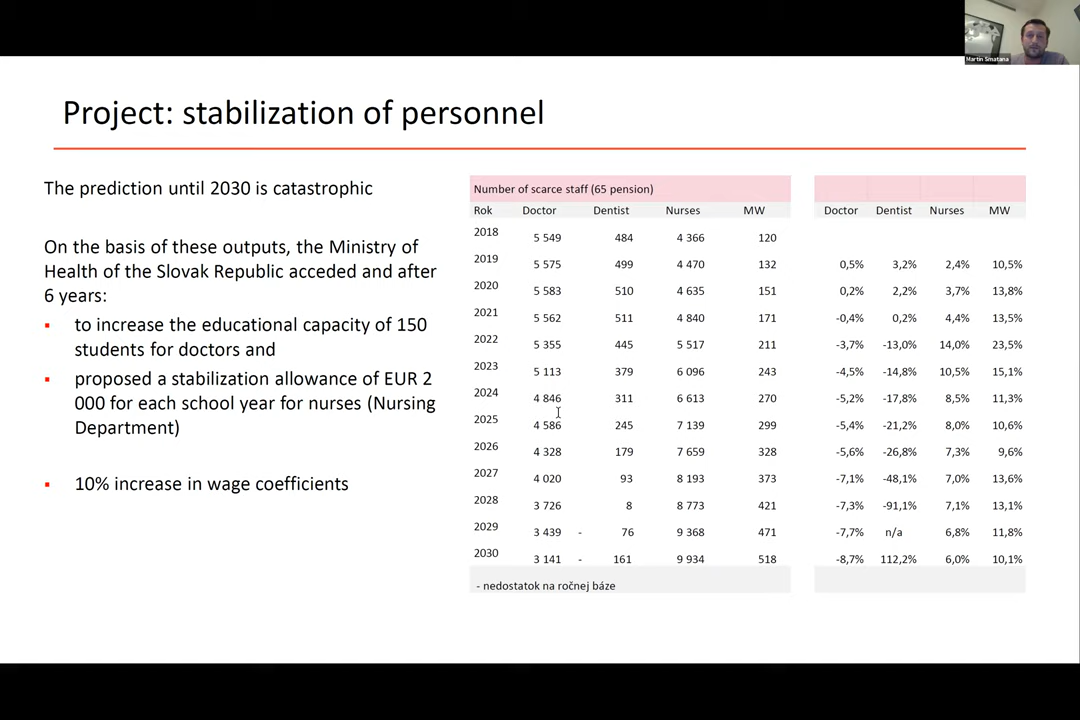 Martin Smatana
Project: stabilization of personnel
The prediction until 2030 is catastrophic
On the basis of these outputs, the Ministry of
Health of the Slovak Republic acceded and after
6 years:
▪ to increase the educational capacity of 150
students for doctors and
▪ proposed a stabilization allowance of EUR 2
000 for each school year for nurses (Nursing
Department)
▪ 10% increase in wage coefficients
Number of scarce staff (65 pension)
Rok Doctor Dentist Nurses MW Doctor Dentist Nurses MW
2018 5 549 484 4 366 120
2019 5 575 499 4 470 132 0,5% 3,2% 2,4% 10,5%
2020 5 583 510 4 635 151 0,2% 2,2% 3,7% 13,8%
2021 5 562 511 4 840 171 -0,4% 0,2% 4,4% 13,5%
2022 5 355 445 5 517 211 -3,7% -13,0% 14,0% 23,5%
2023 5 113 379 6 096 243 -4,5% -14,8% 10,5% 15,1%
2024 4 846 311 6 613 270 -5,2% -17,8% 8,5% 11,3%
2025 4 586 245 7 139 299 -5,4% -21,2% 8,0% 10,6%
2026 4 328 179 7 659 328 -5,6% -26,8% 7,3% 9,6%
2027 4 020 93 8 193 373 -7,1% -48,1% 7,0% 13,6%
2028 3 726 8 8 773 421 -7,3% -91,1% 7,1% 13,1%
2029 3 439 - 76 9 368 471 -7,7% n/a 6,8% 11,8%
2030 3 141 - 161 9 934 518 -8,7% 112,2% 6,0% 10,1%
- nedostatok na ročnej báze